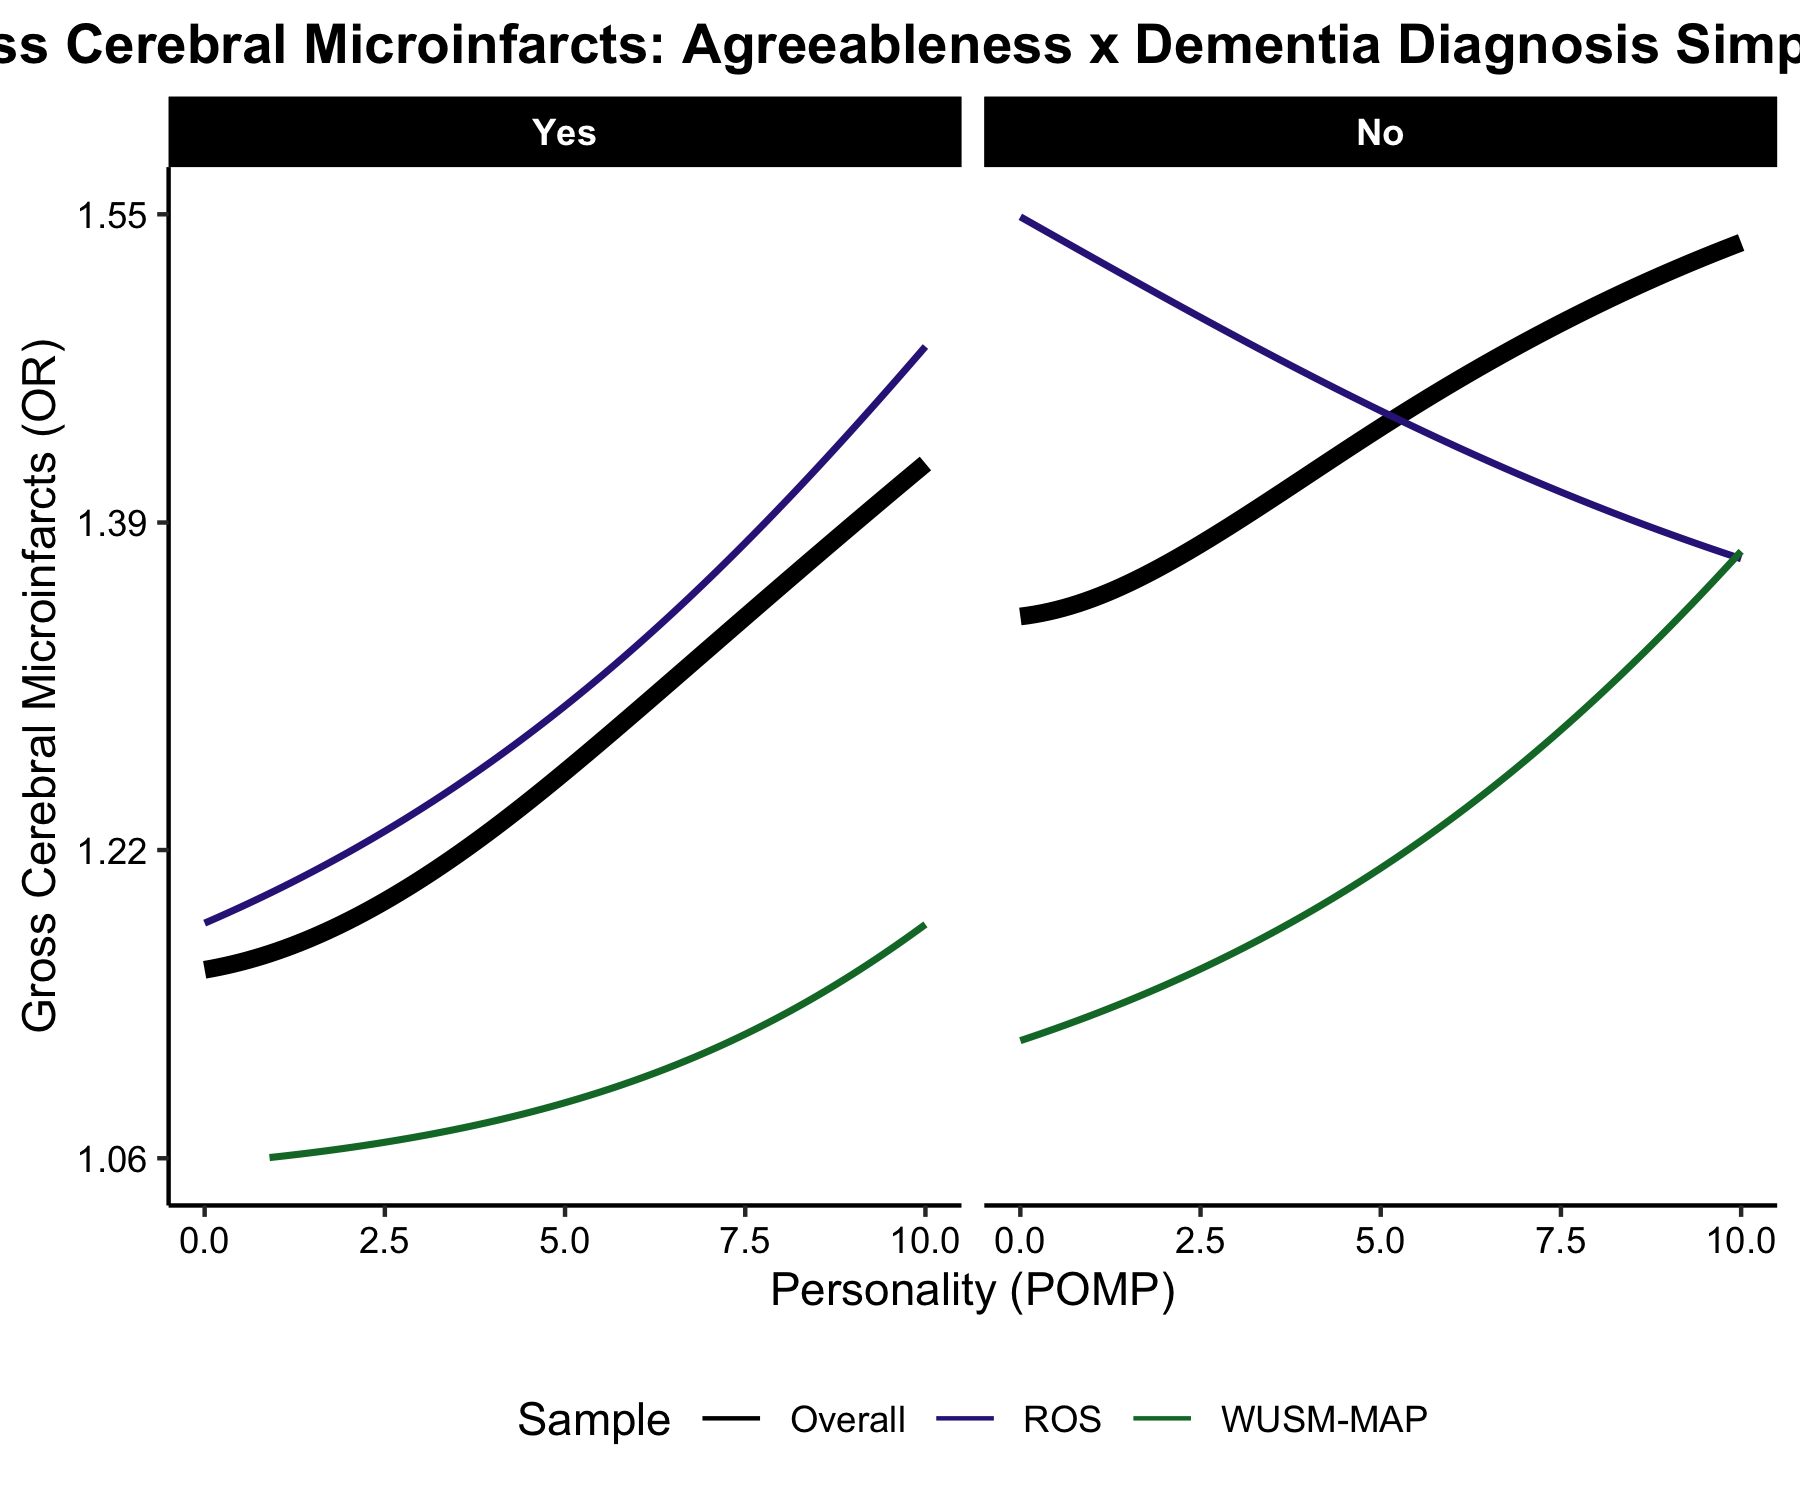 ss Cerebral Microinfarcts: Agreeableness x Dementia Diagnosis Simp
Yes No
1.55
1.39
1.22
1.06
Gross Cerebral Microinfarcts (OR)
0.0 2.5 5.0 7.5 10.0 0.0 2.5 5.0 7.5 10.0
Personality (POMP)
Sample Overall ROS WUSM-MAP